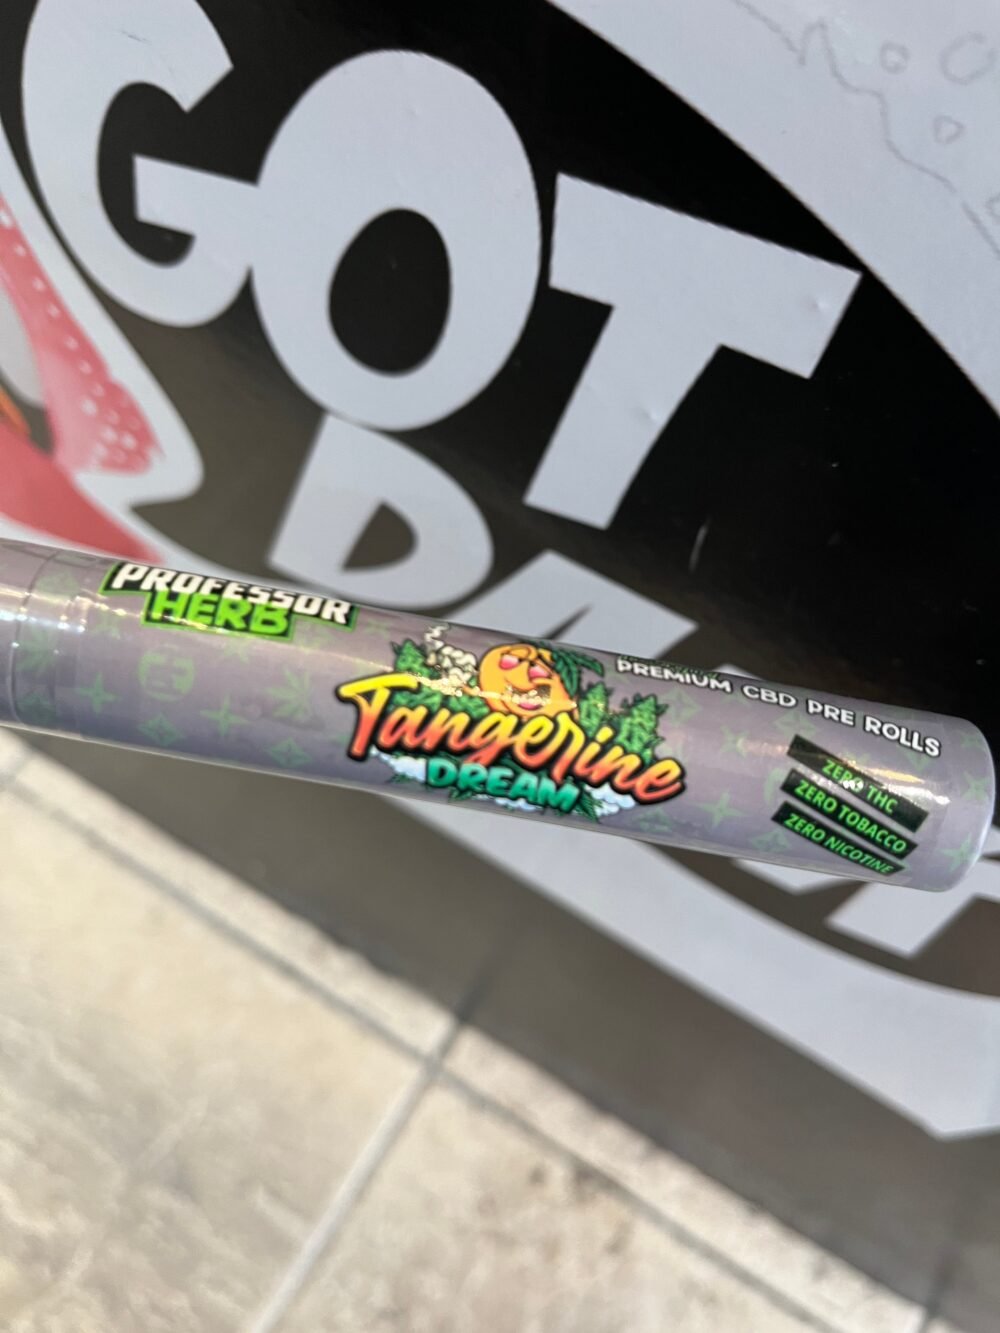 GOT
PROFESSOR
HERB
Tangerine
DREAM
PREMIUM CBD PRE ROLLS
ZERO THC
ZERO TOBACCO
ZERO NICOTINE